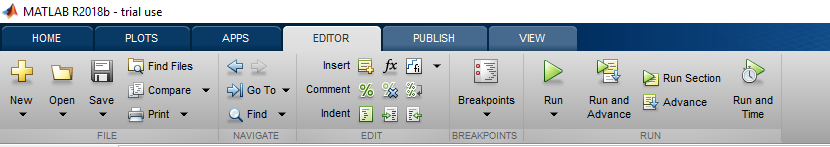 MATLAB R2018b - trial use
HOME PLOTS APPS EDITOR PUBLISH VIEW
New
Open
Save
Find Files
Compare
Print
FILE
Go To
Find
NAVIGATE
Insert fx fi
Comment % % %
Indent
EDIT
Breakpoints
BREAKPOINTS
Run
Run and
Advance
Run Section
Advance
Run and
Time
RUN